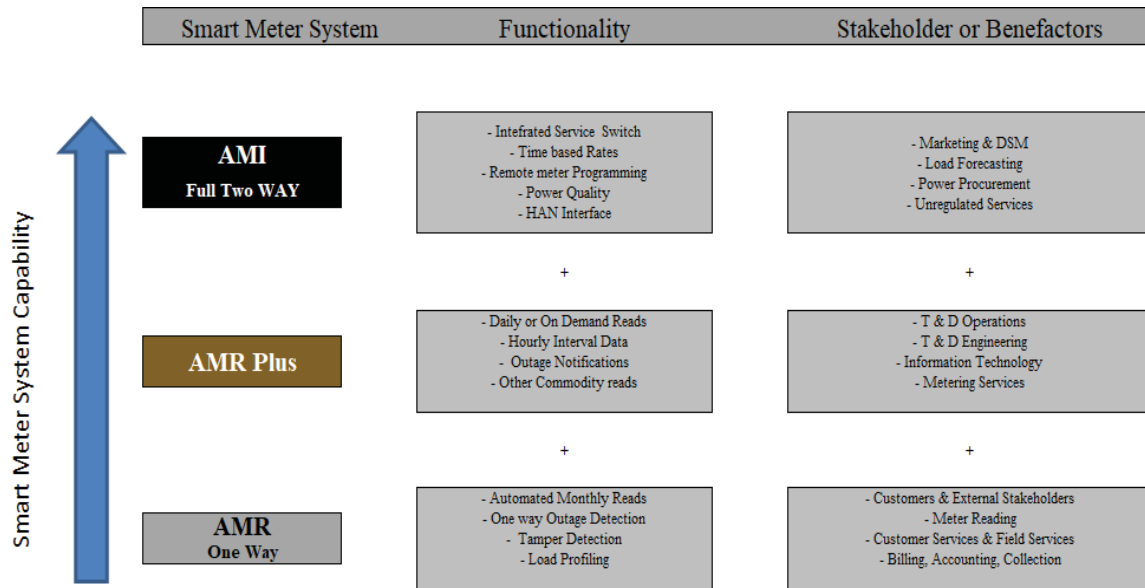 Smart Meter System Functionality Stakeholder or Benefactors
Smart Meter System Capability
AMI
Full Two WAY
- Intefrated Service Switch
- Time based Rates
- Remote meter Programming
- Power Quality
- HAN Interface
- Marketing & DSM
- Load Forecasting
- Power Procurement
- Unregulated Services
+ +
AMR Plus
- Daily or On Demand Reads
- Hourly Interval Data
- Outage Notifications
- Other Commodity reads
- T & D Operations
- T & D Engineering
- Information Technology
- Metering Services
+ +
AMR
One Way
- Automated Monthly Reads
- One way Outage Detection
- Tamper Detection
- Load Profiling
- Customers & External Stakeholders
- Meter Reading
- Customer Services & Field Services
- Billing, Accounting, Collection